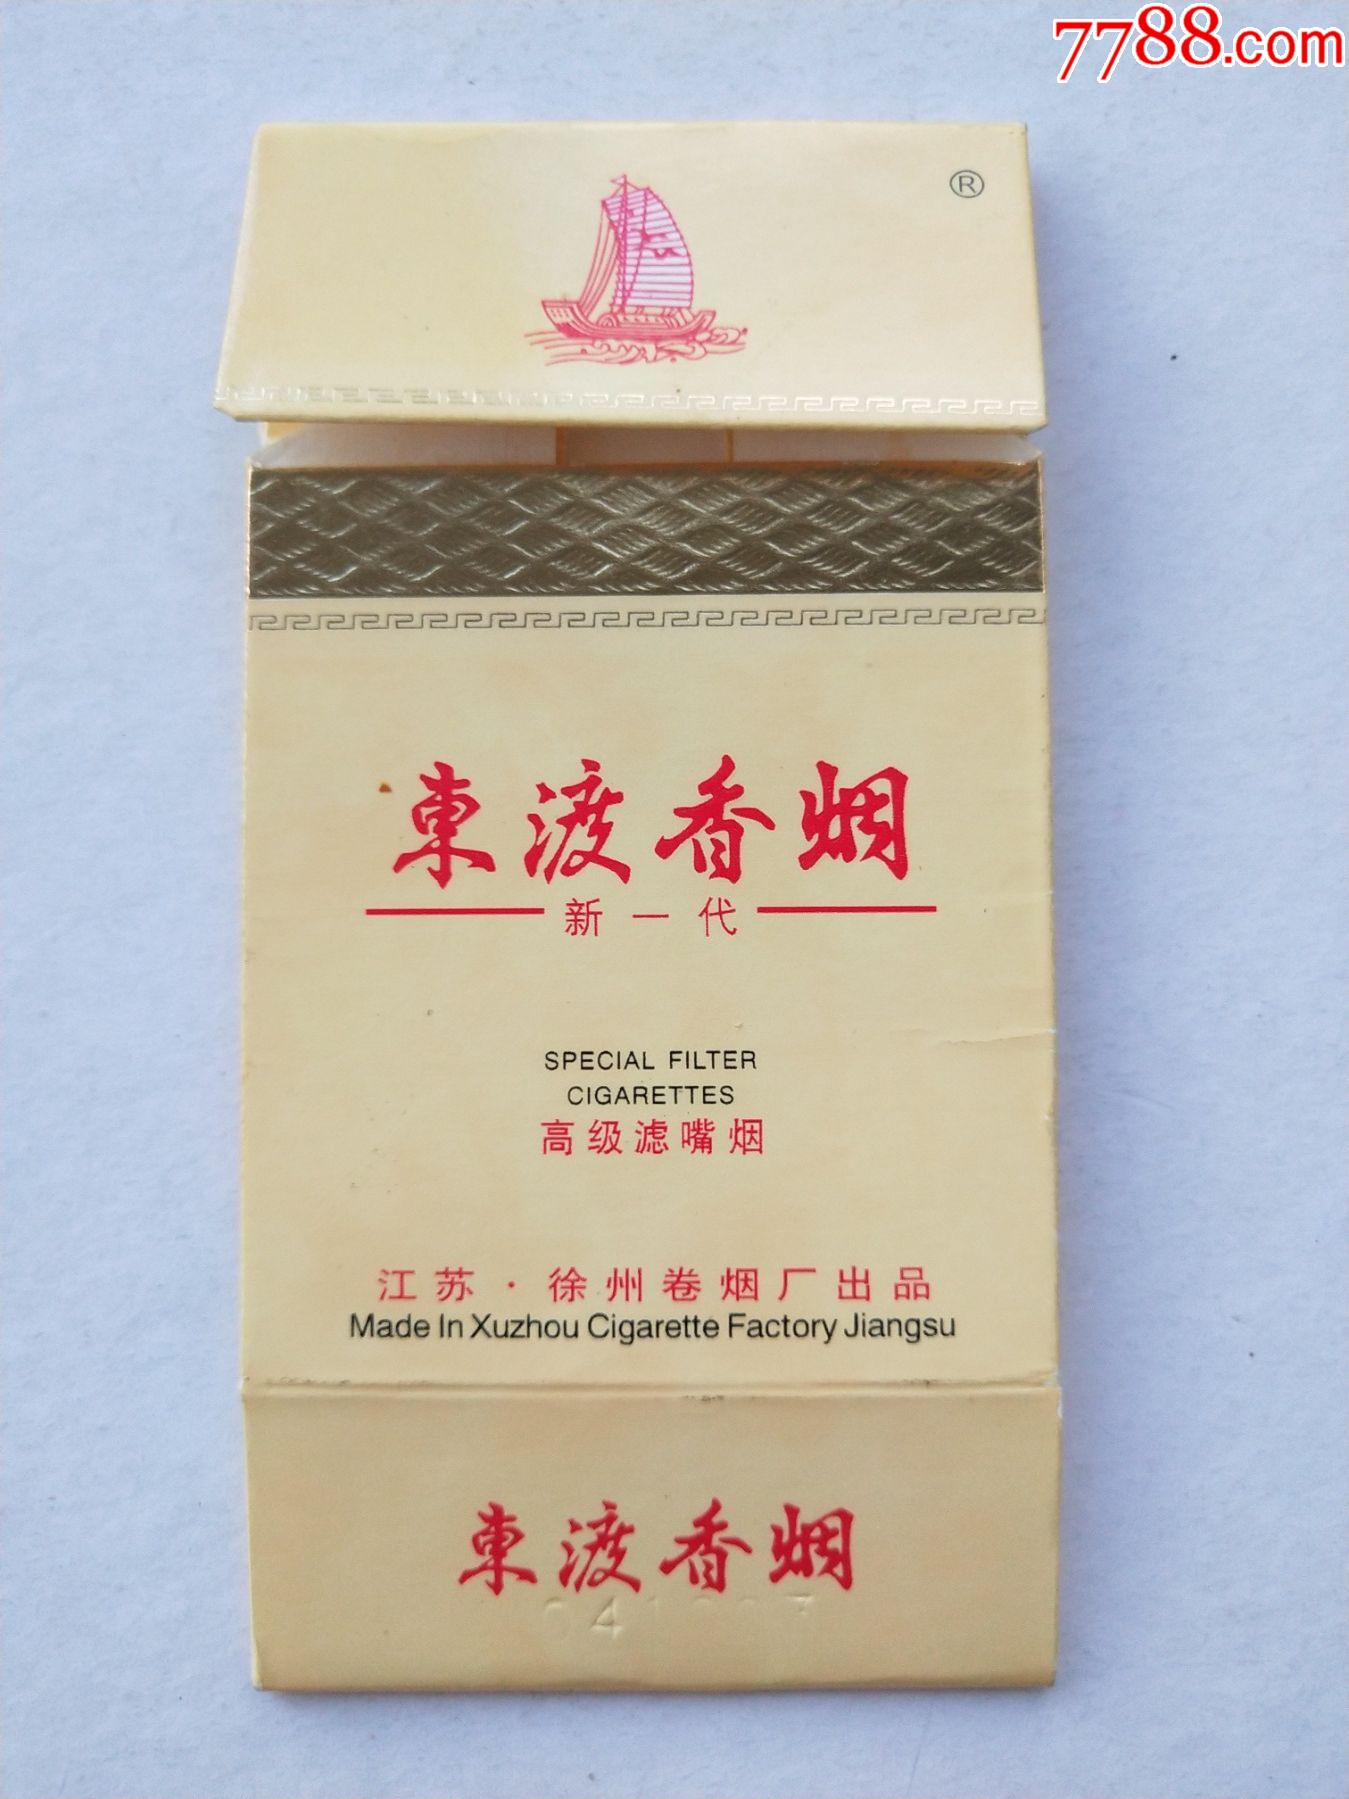 7788.com
®
東渡香烟
新一代
SPECIAL FILTER
CIGARETTES
高级滤嘴烟
江苏·徐州卷烟厂出品
Made In Xuzhou Cigarette Factory Jiangsu
東渡香烟